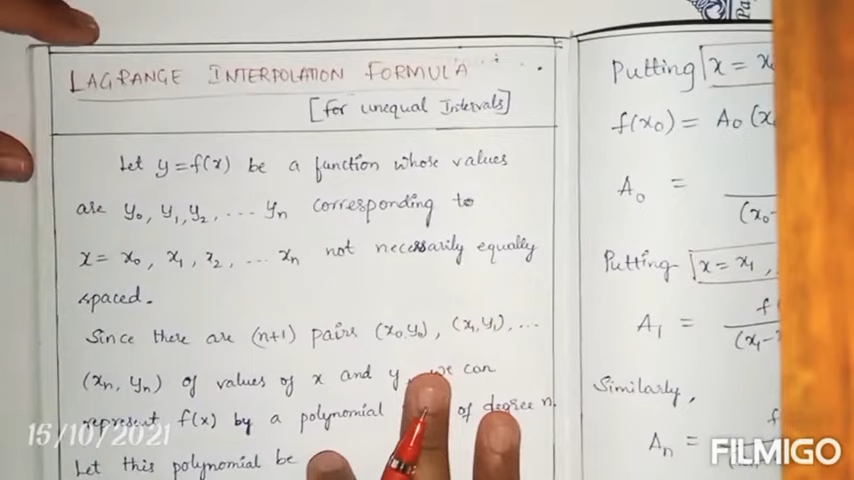 LAGRANGE INTERPOLATION FORMULA
[for unequal Intervals]
Let y=f(x) be a function whose values
are y₀, y₁, y₂, ... yₙ corresponding to
x = x₀, x₁, x₂, ... xₙ not necessarily equally
spaced.
Since there are (n+1) pairs (x₀,y₀), (x₁,y₁), ...
(xₙ, yₙ) of values of x and y, we can
represent f(x) by a polynomial of degree n.
Let this polynomial be
Putting x = x
f(x₀) = A₀ (x
A₀ =
(x₀-
Putting x = x₁,
A₁ = f
(x₁-
Similarly,
Aₙ = f
15/10/2021
FILMIGO